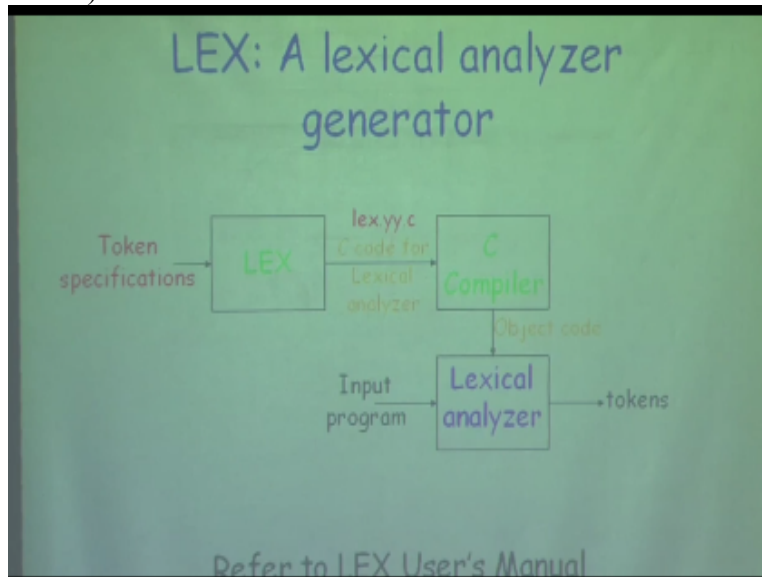 LEX: A lexical analyzer
generator
Token
specifications
LEX
lex.yy.c
C code for
Lexical
analyzer
C
Compiler
Object code
Input
program
Lexical
analyzer
tokens
Refer to LEX User's Manual